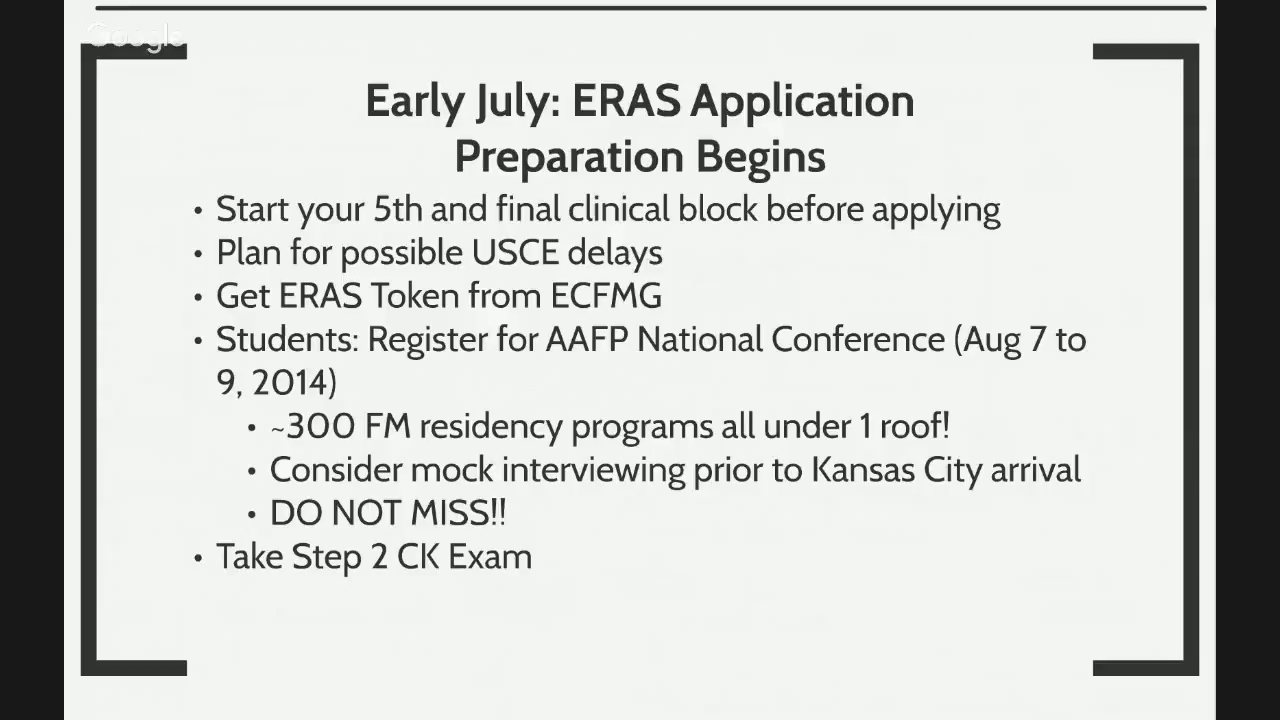 Google
Early July: ERAS Application
Preparation Begins
• Start your 5th and final clinical block before applying
• Plan for possible USCE delays
• Get ERAS Token from ECFMG
• Students: Register for AAFP National Conference (Aug 7 to
9, 2014)
• ~300 FM residency programs all under 1 roof!
• Consider mock interviewing prior to Kansas City arrival
• DO NOT MISS!!
• Take Step 2 CK Exam